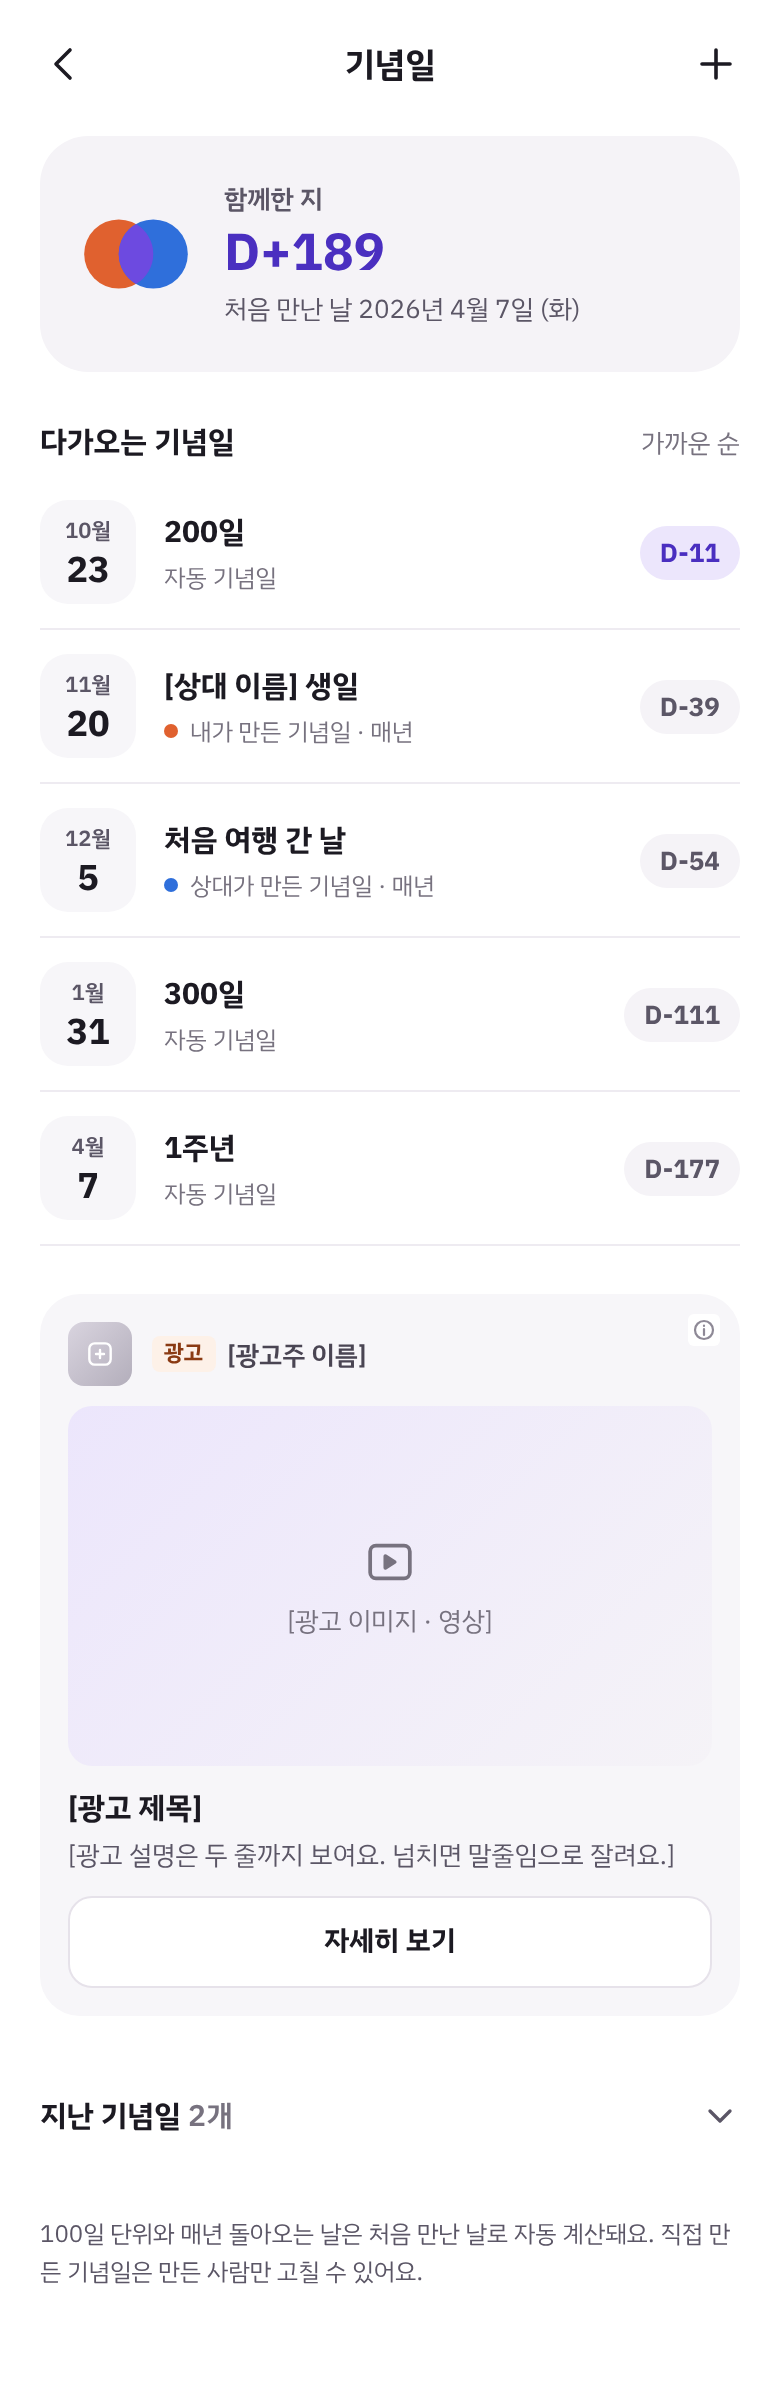 기념일
함께한 지
D+189
처음 만난 날 2026년 4월 7일 (화)
다가오는 기념일
가까운 순
10월
23
200일
자동 기념일
D-11
11월
20
[상대 이름] 생일
내가 만든 기념일 · 매년
D-39
12월
5
처음 여행 간 날
상대가 만든 기념일 · 매년
D-54
1월
31
300일
자동 기념일
D-111
4월
7
1주년
자동 기념일
D-177
광고 [광고주 이름]
[광고 이미지 · 영상]
[광고 제목]
[광고 설명은 두 줄까지 보여요. 넘치면 말줄임으로 잘려요.]
자세히 보기
지난 기념일 2개
100일 단위와 매년 돌아오는 날은 처음 만난 날로 자동 계산돼요. 직접 만
든 기념일은 만든 사람만 고칠 수 있어요.